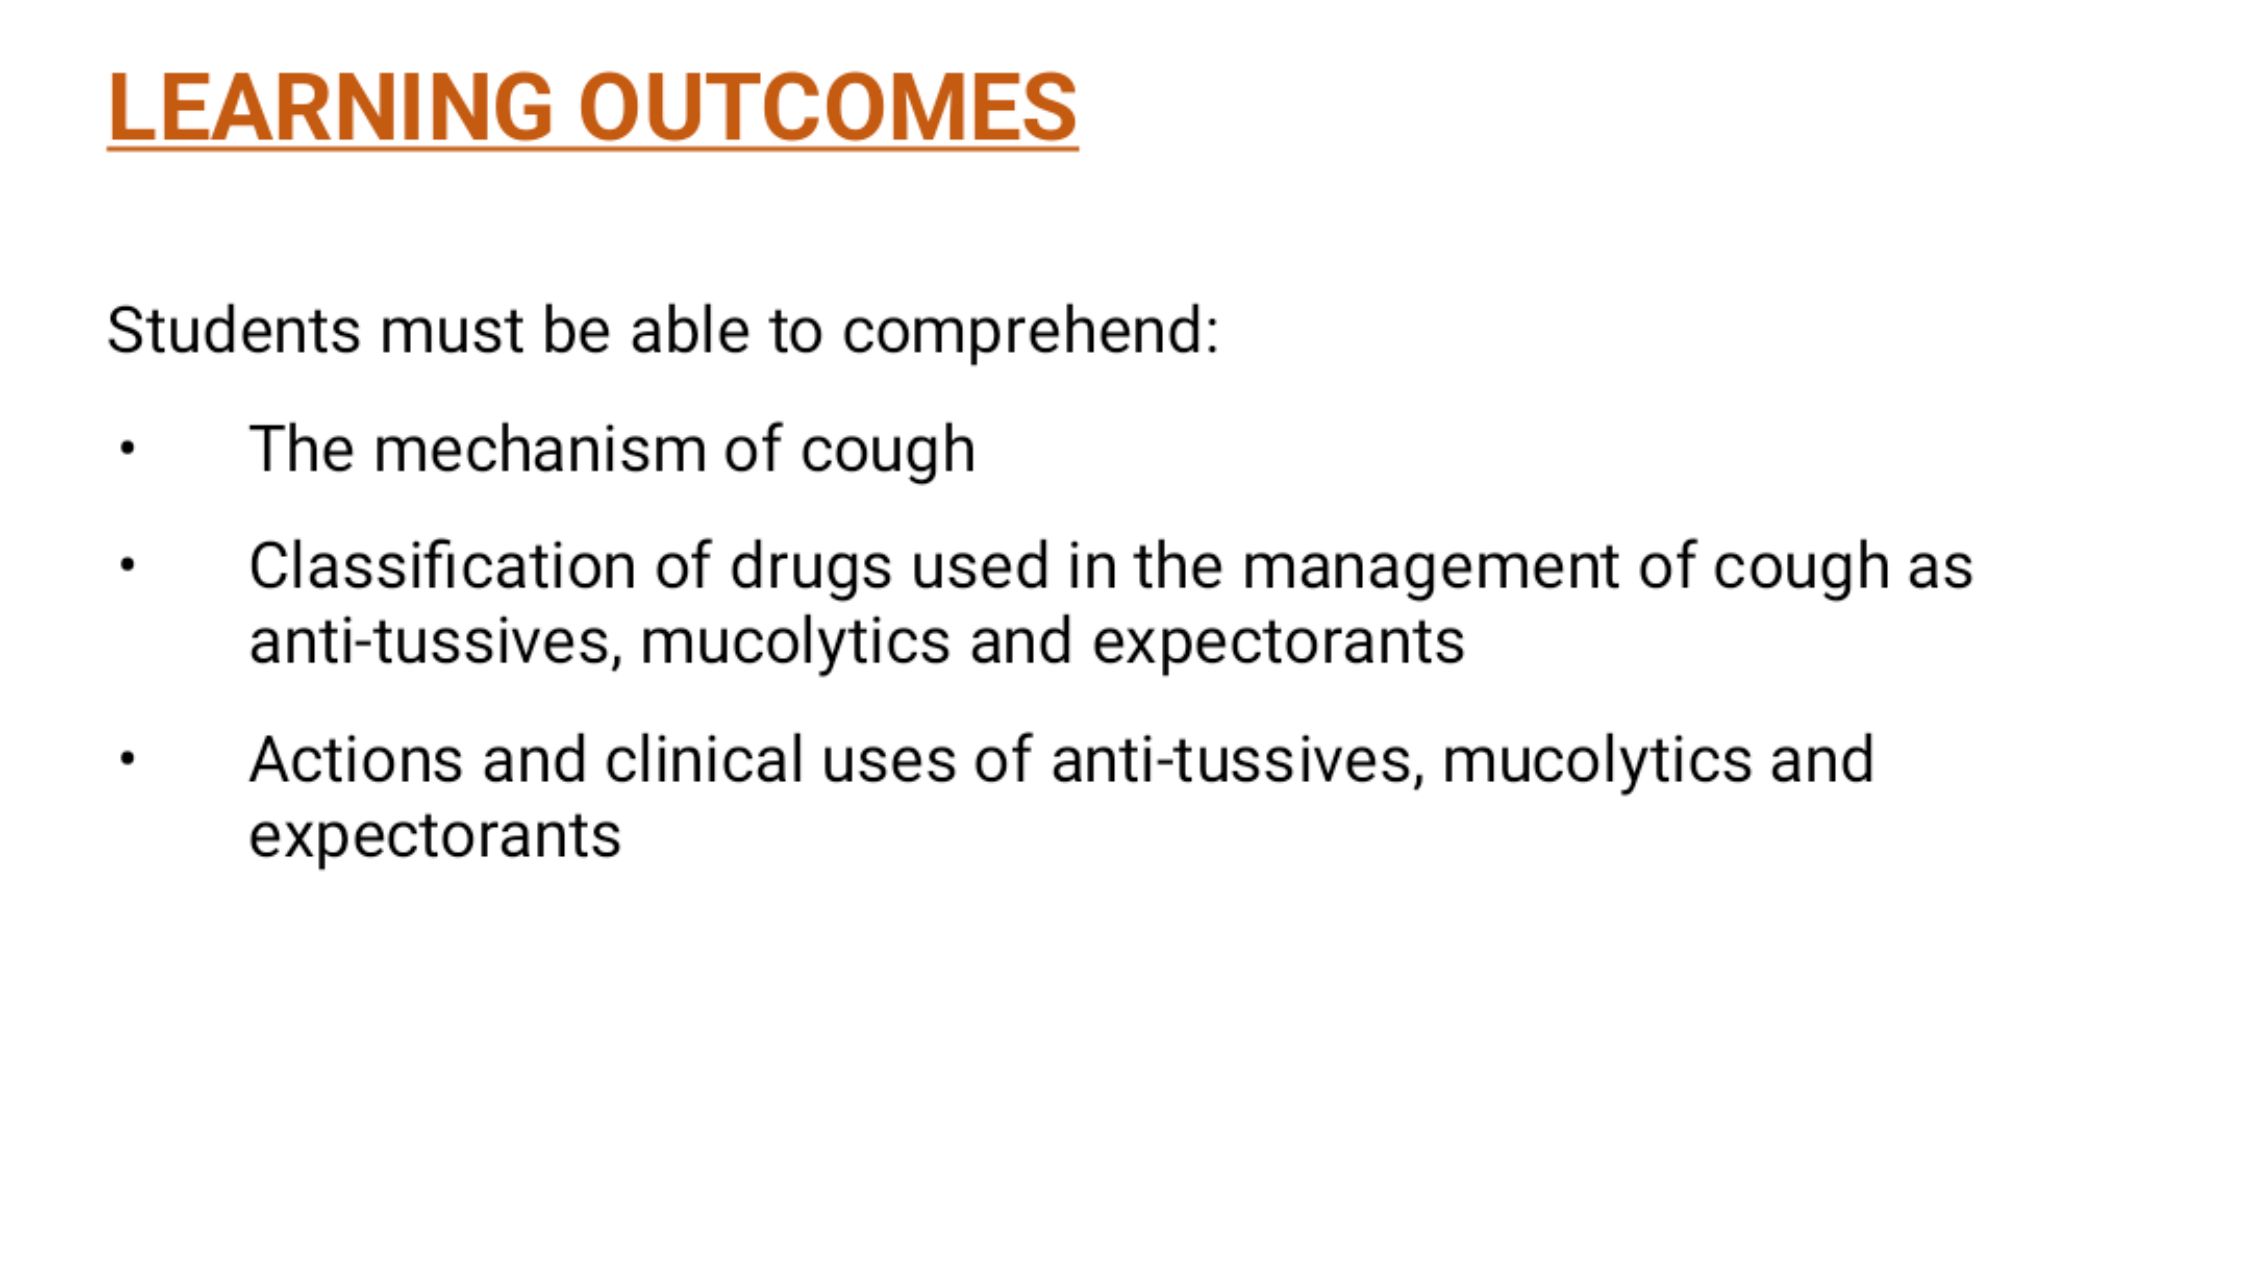 LEARNING OUTCOMES
Students must be able to comprehend:
• The mechanism of cough
• Classification of drugs used in the management of cough as
anti-tussives, mucolytics and expectorants
• Actions and clinical uses of anti-tussives, mucolytics and
expectorants